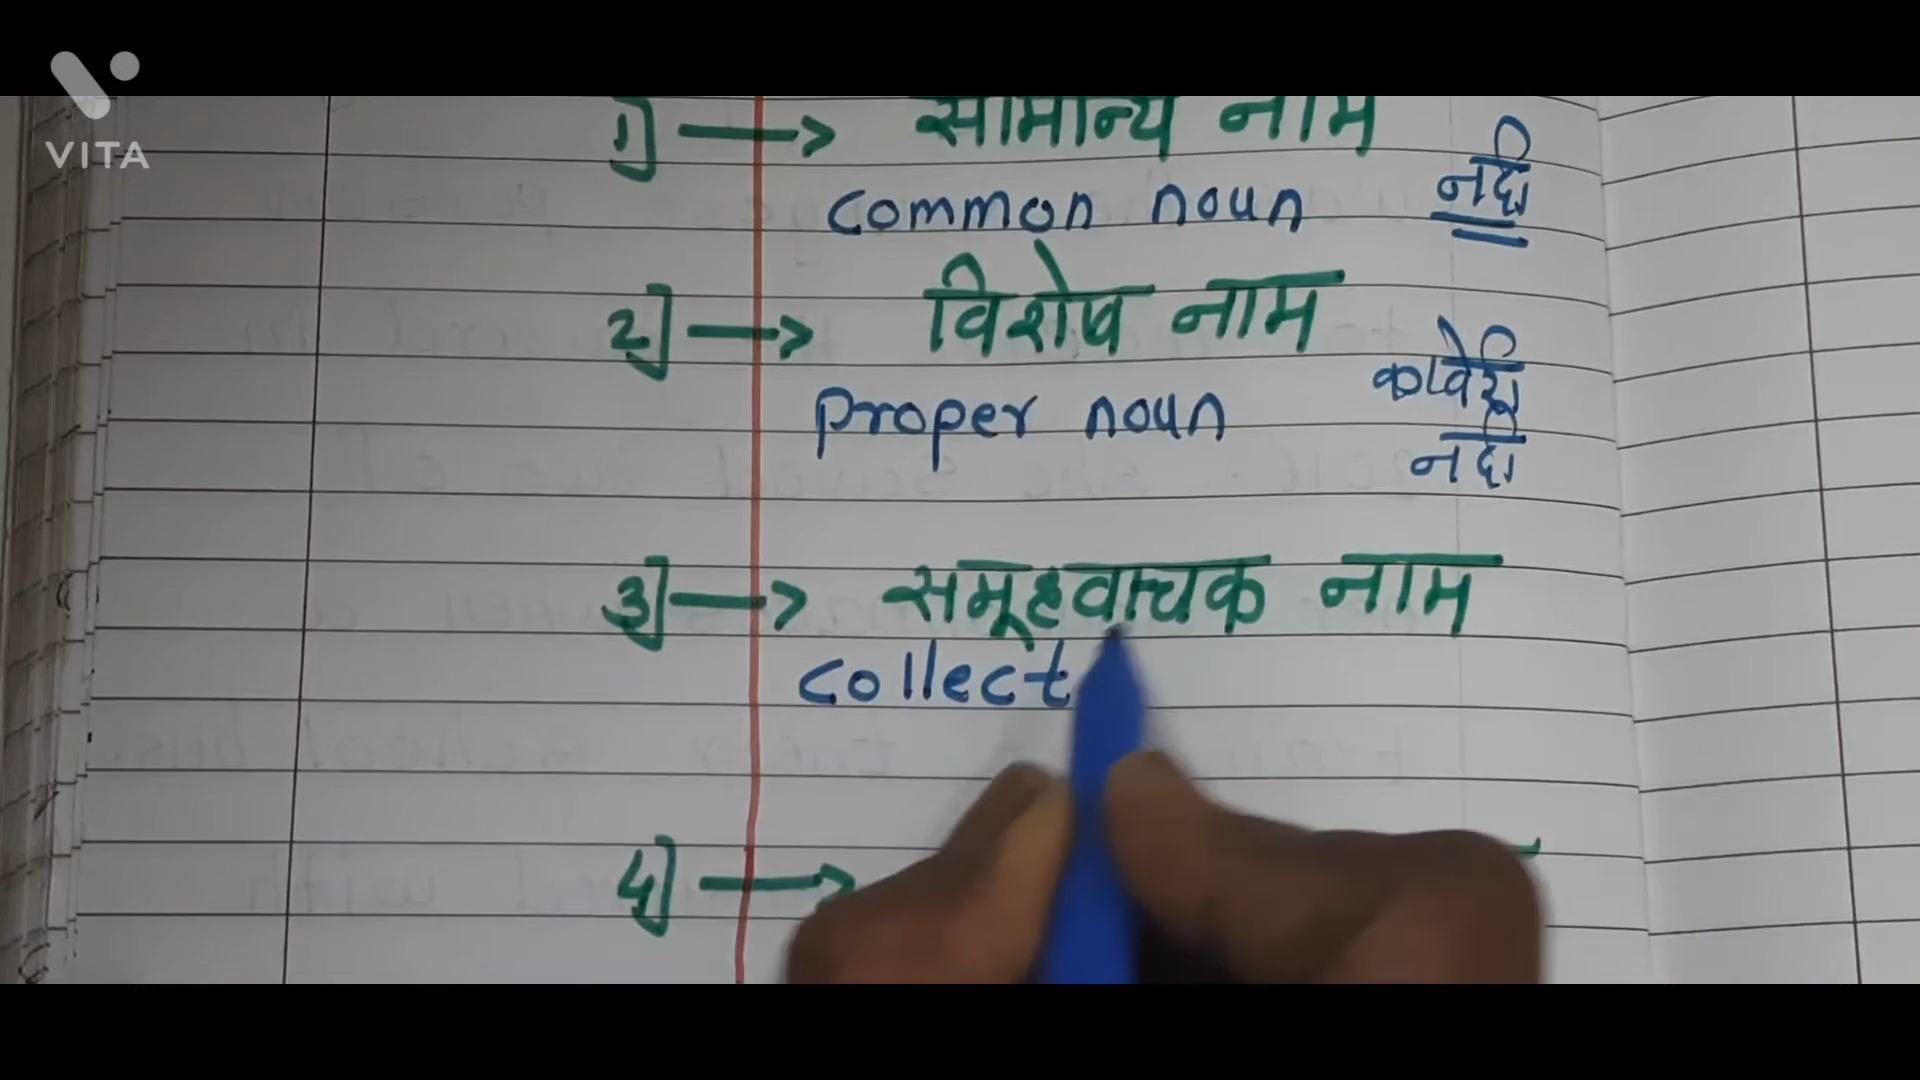 VITA
1] → सामान्य नाम
common noun
नदी
2] → विशेष नाम
proper noun
कावेरी
नदी
3] → समूहवाचक नाम
collect
4] →